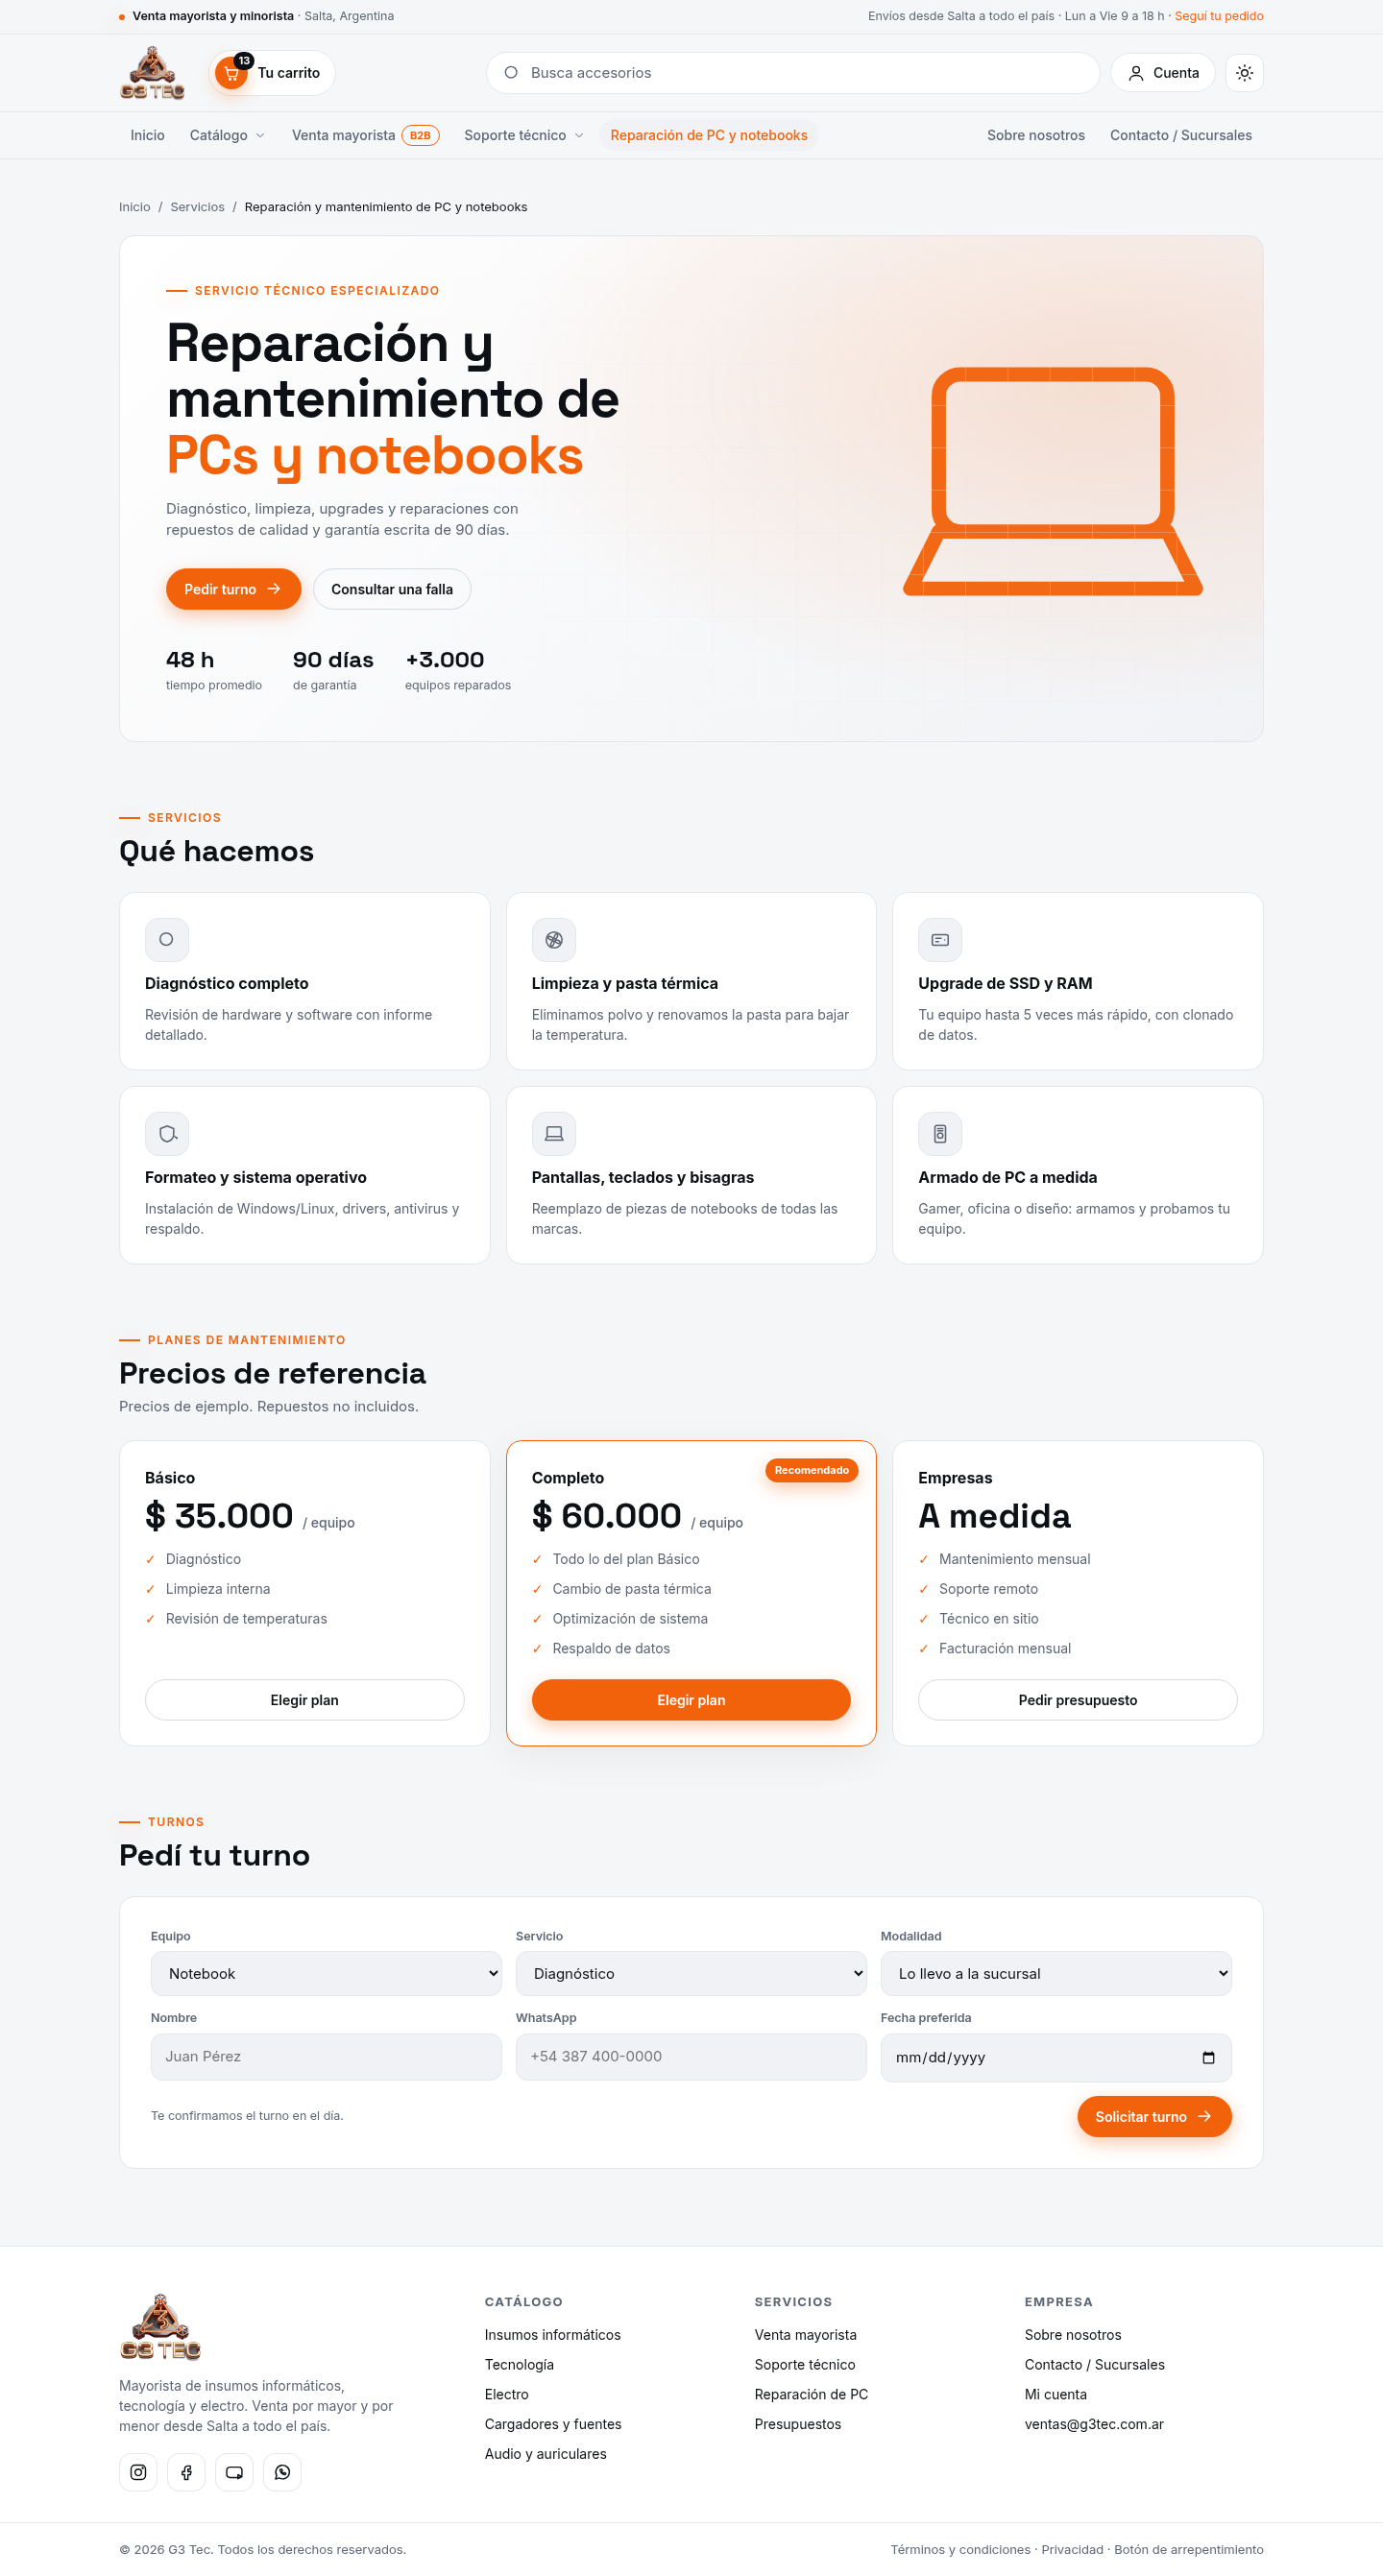 Venta mayorista y minorista · Salta, Argentina
Envíos desde Salta a todo el país · Lun a Vie 9 a 18 h · Seguí tu pedido
G3 TEC
13
Tu carrito
Busca accesorios
Cuenta
Inicio
Catálogo
Venta mayorista B2B
Soporte técnico
Reparación de PC y notebooks
Sobre nosotros
Contacto / Sucursales
Inicio / Servicios / Reparación y mantenimiento de PC y notebooks
SERVICIO TÉCNICO ESPECIALIZADO
Reparación y
mantenimiento de
PCs y notebooks
Diagnóstico, limpieza, upgrades y reparaciones con
repuestos de calidad y garantía escrita de 90 días.
Pedir turno
Consultar una falla
48 h
tiempo promedio
90 días
de garantía
+3.000
equipos reparados
SERVICIOS
Qué hacemos
Diagnóstico completo
Revisión de hardware y software con informe
detallado.
Limpieza y pasta térmica
Eliminamos polvo y renovamos la pasta para bajar
la temperatura.
Upgrade de SSD y RAM
Tu equipo hasta 5 veces más rápido, con clonado
de datos.
Formateo y sistema operativo
Instalación de Windows/Linux, drivers, antivirus y
respaldo.
Pantallas, teclados y bisagras
Reemplazo de piezas de notebooks de todas las
marcas.
Armado de PC a medida
Gamer, oficina o diseño: armamos y probamos tu
equipo.
PLANES DE MANTENIMIENTO
Precios de referencia
Precios de ejemplo. Repuestos no incluidos.
Básico
$ 35.000 / equipo
✓ Diagnóstico
✓ Limpieza interna
✓ Revisión de temperaturas
Elegir plan
Recomendado
Completo
$ 60.000 / equipo
✓ Todo lo del plan Básico
✓ Cambio de pasta térmica
✓ Optimización de sistema
✓ Respaldo de datos
Elegir plan
Empresas
A medida
✓ Mantenimiento mensual
✓ Soporte remoto
✓ Técnico en sitio
✓ Facturación mensual
Pedir presupuesto
TURNOS
Pedí tu turno
Equipo
Notebook
Servicio
Diagnóstico
Modalidad
Lo llevo a la sucursal
Nombre
Juan Pérez
WhatsApp
+54 387 400-0000
Fecha preferida
mm/dd/yyyy
Te confirmamos el turno en el día.
Solicitar turno
3
G3 TEC
Mayorista de insumos informáticos,
tecnología y electro. Venta por mayor y por
menor desde Salta a todo el país.
CATÁLOGO
Insumos informáticos
Tecnología
Electro
Cargadores y fuentes
Audio y auriculares
SERVICIOS
Venta mayorista
Soporte técnico
Reparación de PC
Presupuestos
EMPRESA
Sobre nosotros
Contacto / Sucursales
Mi cuenta
ventas@g3tec.com.ar
© 2026 G3 Tec. Todos los derechos reservados.
Términos y condiciones · Privacidad · Botón de arrepentimiento